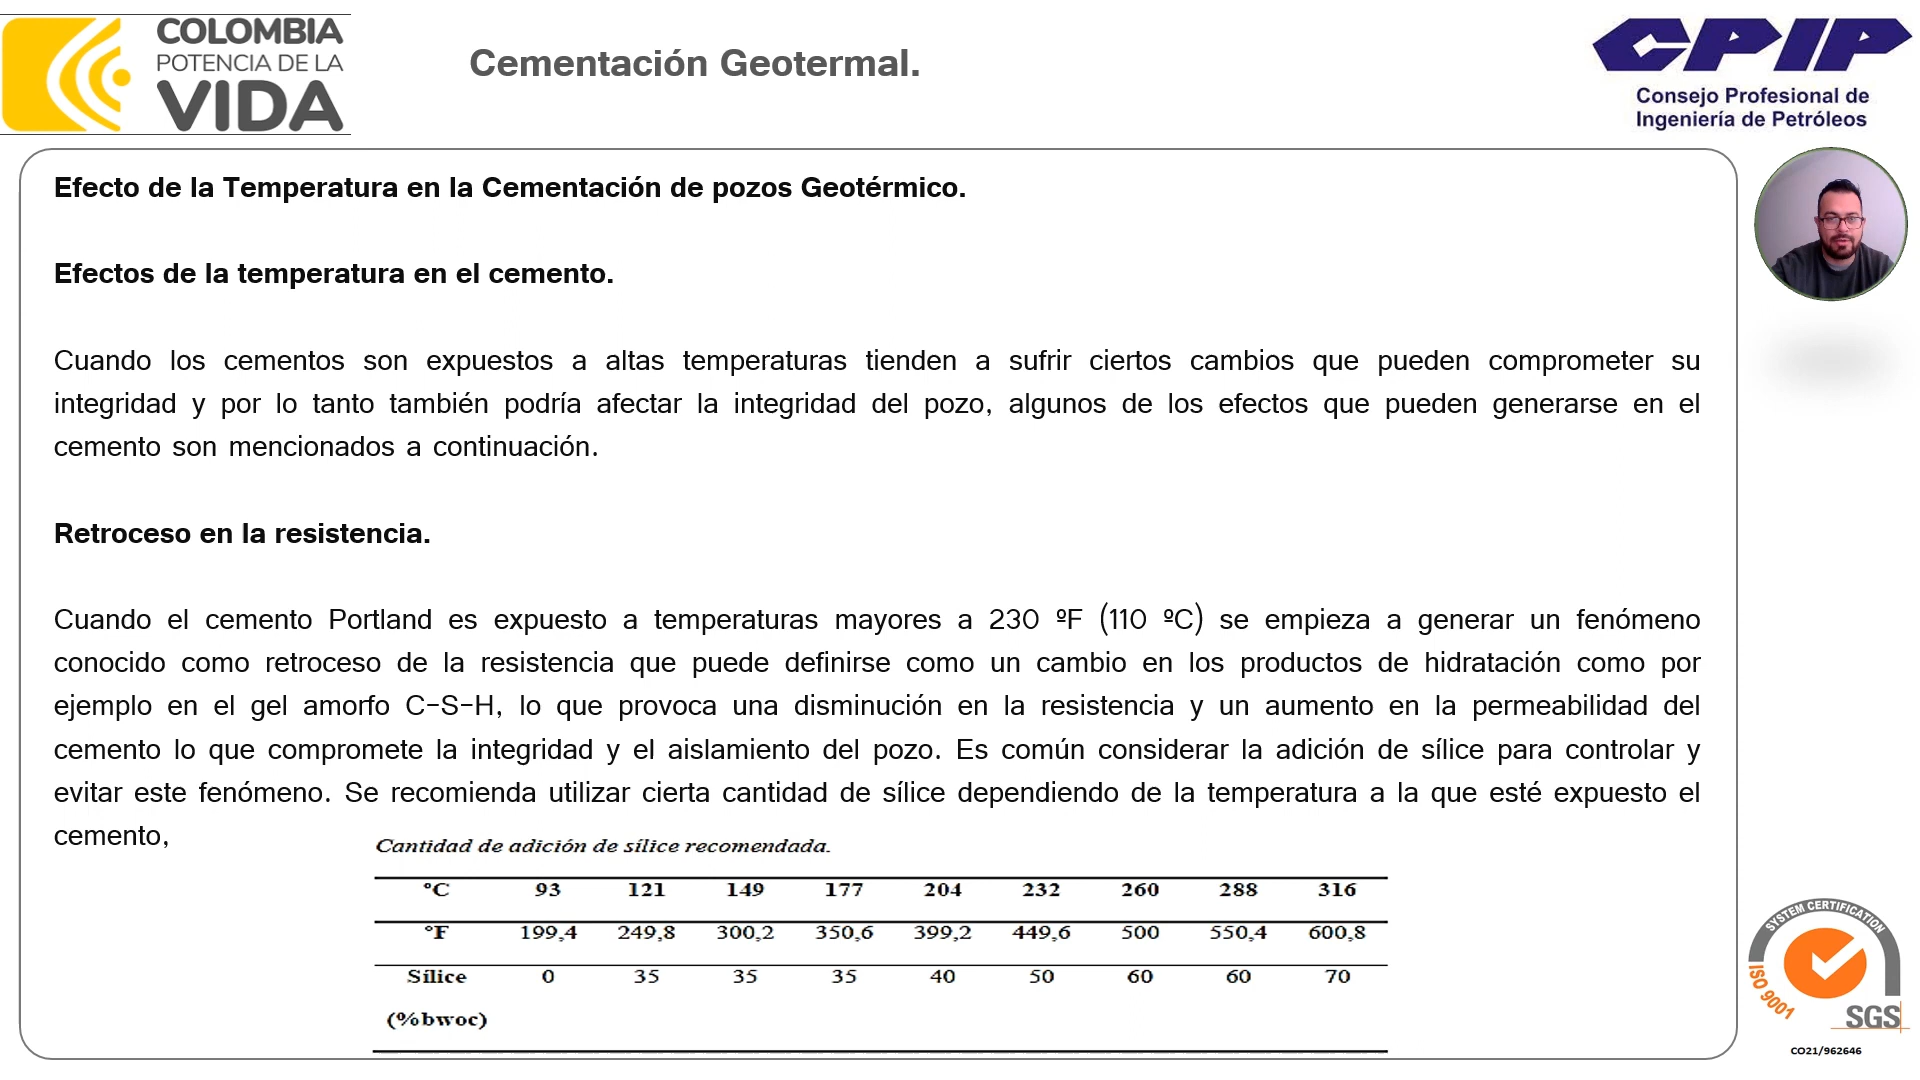 COLOMBIA
POTENCIA DE LA
VIDA
Cementación Geotermal.
CPIP
Consejo Profesional de
Ingeniería de Petróleos
Efecto de la Temperatura en la Cementación de pozos Geotérmico.
Efectos de la temperatura en el cemento.
Cuando los cementos son expuestos a altas temperaturas tienden a sufrir ciertos cambios que pueden comprometer su
integridad y por lo tanto también podría afectar la integridad del pozo, algunos de los efectos que pueden generarse en el
cemento son mencionados a continuación.
Retroceso en la resistencia.
Cuando el cemento Portland es expuesto a temperaturas mayores a 230 ºF (110 ºC) se empieza a generar un fenómeno
conocido como retroceso de la resistencia que puede definirse como un cambio en los productos de hidratación como por
ejemplo en el gel amorfo C-S-H, lo que provoca una disminución en la resistencia y un aumento en la permeabilidad del
cemento lo que compromete la integridad y el aislamiento del pozo. Es común considerar la adición de sílice para controlar y
evitar este fenómeno. Se recomienda utilizar cierta cantidad de sílice dependiendo de la temperatura a la que esté expuesto el
cemento,
Cantidad de adición de sílice recomendada.
°C 93 121 149 177 204 232 260 288 316
°F 199,4 249,8 300,2 350,6 399,2 449,6 500 550,4 600,8
Sílice 0 35 35 35 40 50 60 60 70
(%bwoc)
SYSTEM CERTIFICATION
ISO 9001
SGS
CO21/962646